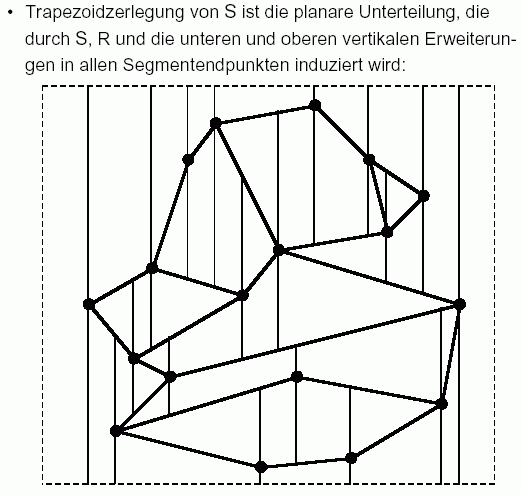 • Trapezoidzerlegung von S ist die planare Unterteilung, die
durch S, R und die unteren und oberen vertikalen Erweiterun-
gen in allen Segmentendpunkten induziert wird: